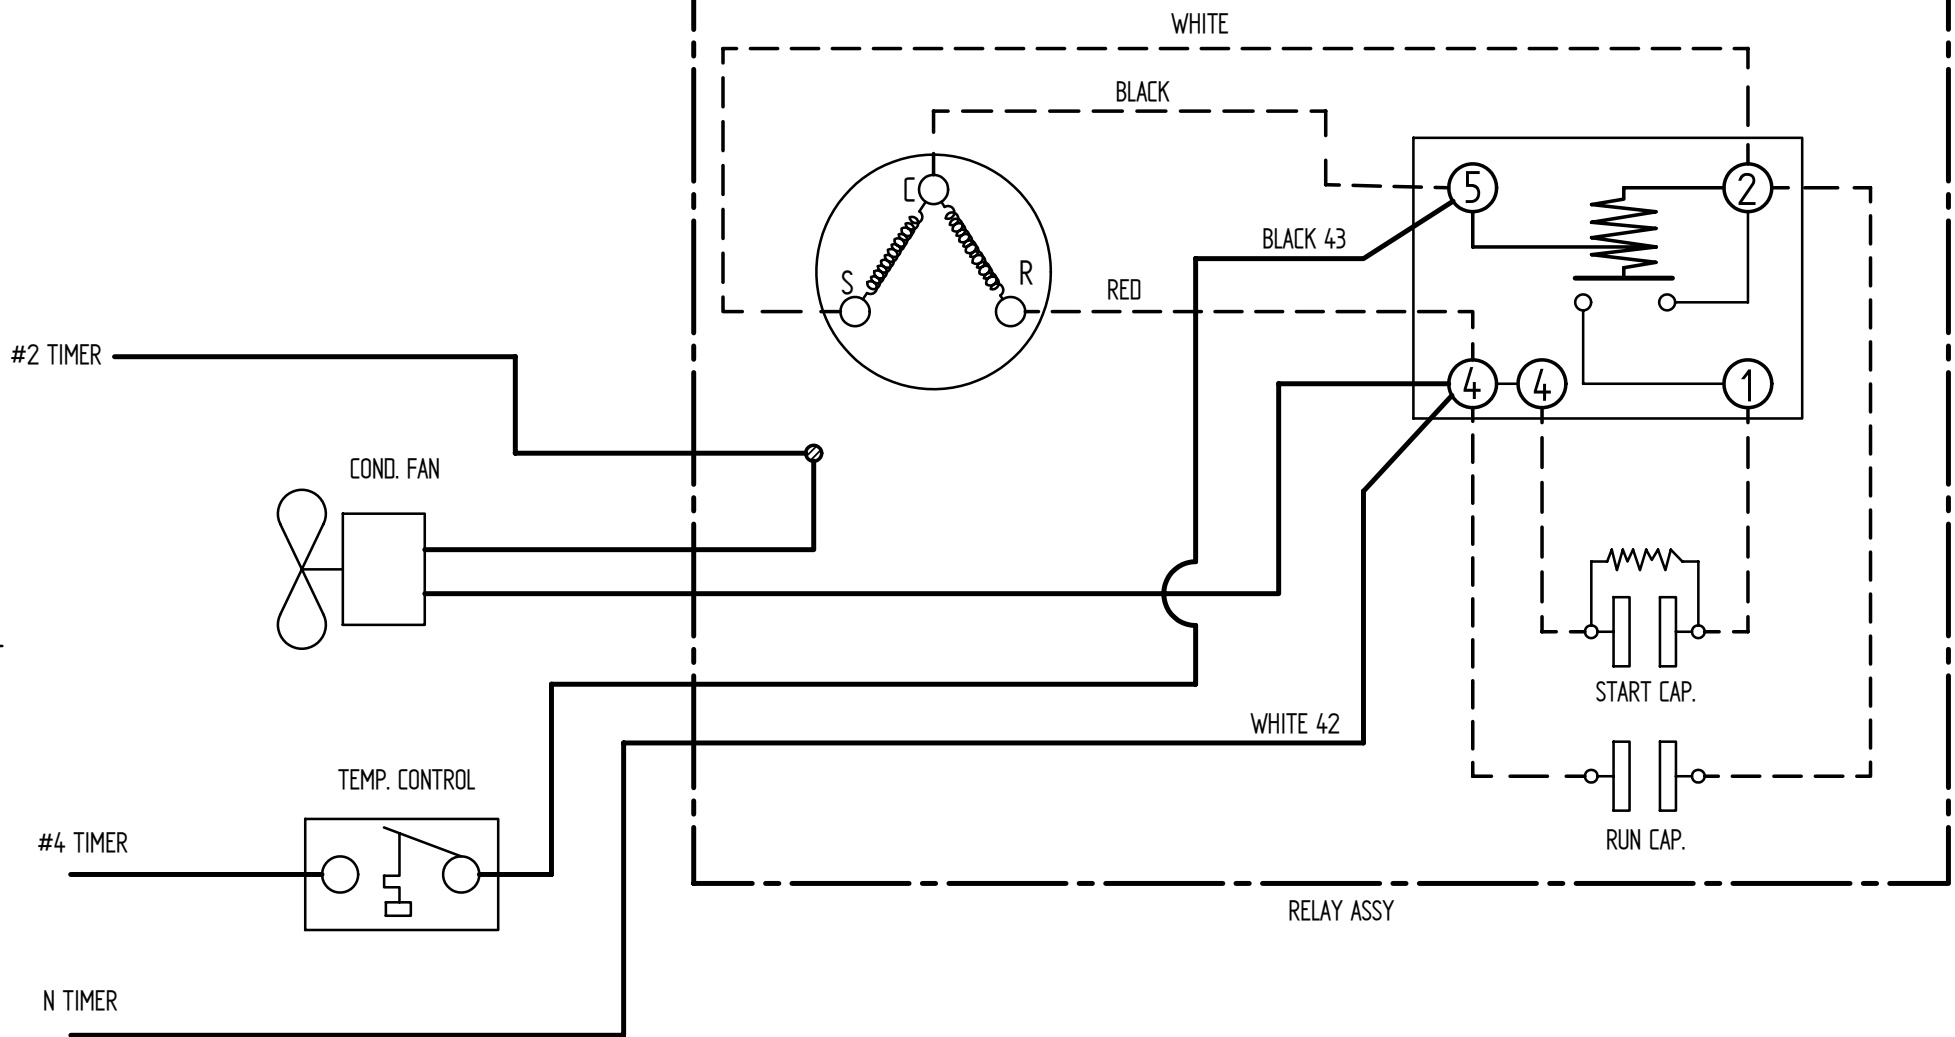 WHITE
BLACK
5
2
C
BLACK 43
S
R
RED
#2 TIMER
4
4
1
COND. FAN
START CAP.
WHITE 42
TEMP. CONTROL
#4 TIMER
RUN CAP.
RELAY ASSY
N TIMER